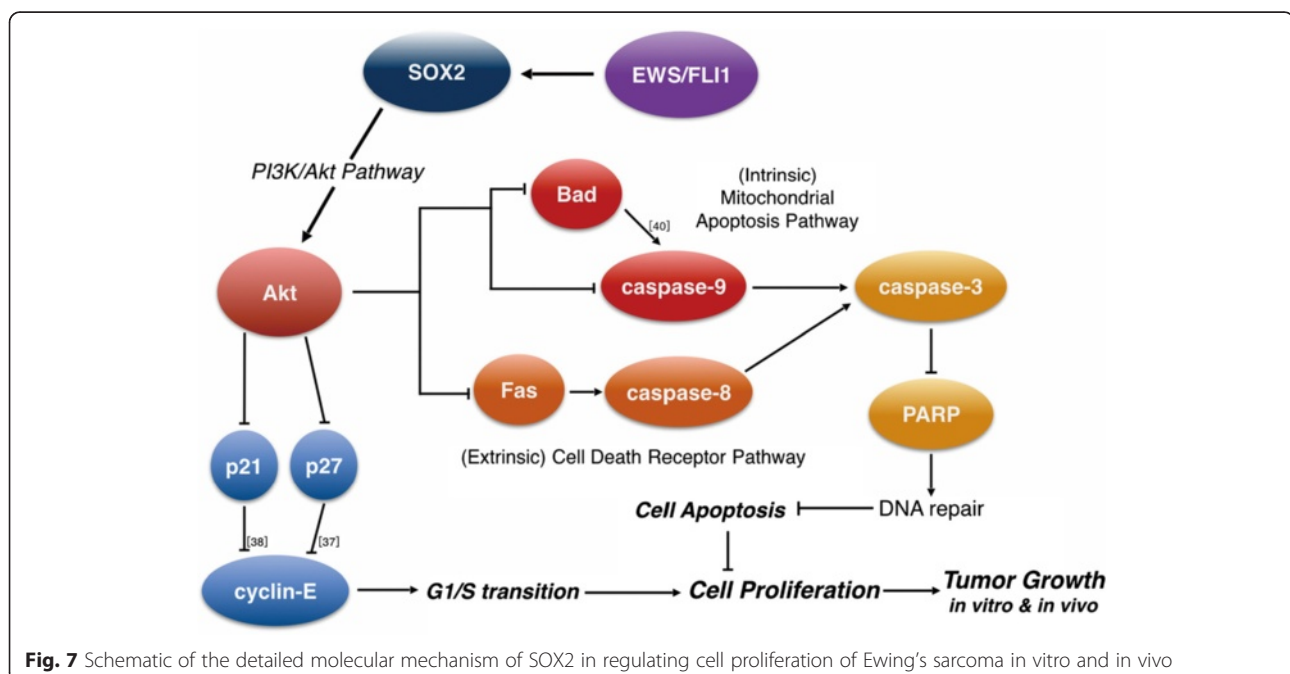 SOX2
EWS/FLI1
PI3K/Akt Pathway
Bad
(Intrinsic)
Mitochondrial
Apoptosis Pathway
[40]
Akt
caspase-9
caspase-3
Fas
caspase-8
PARP
p21
p27
(Extrinsic) Cell Death Receptor Pathway
Cell Apoptosis
DNA repair
[38]
[37]
cyclin-E
G1/S transition
Cell Proliferation
Tumor Growth
in vitro & in vivo
Fig. 7 Schematic of the detailed molecular mechanism of SOX2 in regulating cell proliferation of Ewing's sarcoma in vitro and in vivo